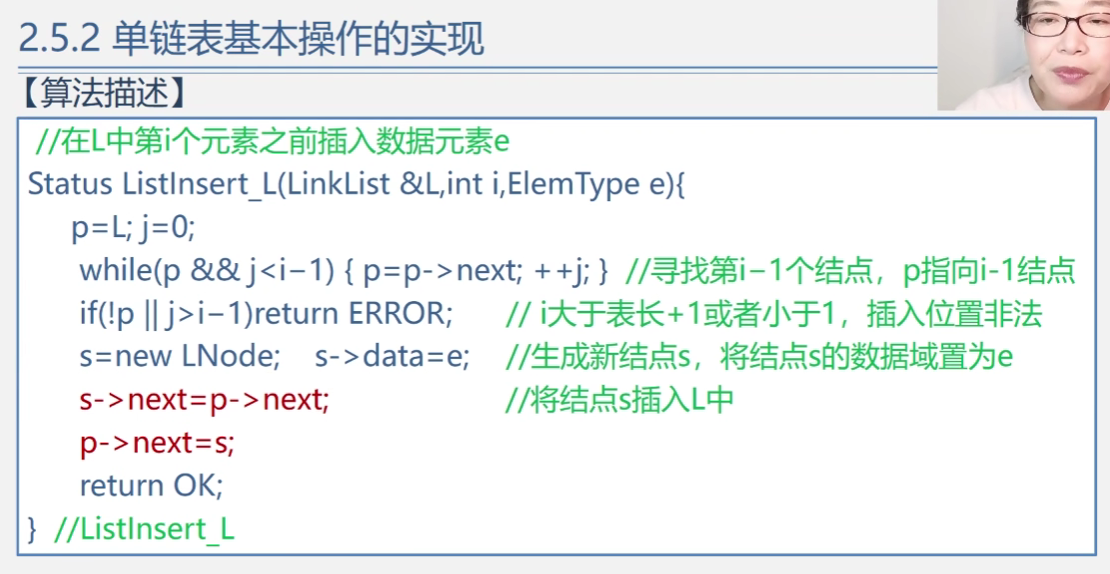 2.5.2 单链表基本操作的实现
【算法描述】
//在L中第i个元素之前插入数据元素e
Status ListInsert_L(LinkList &L,int i,ElemType e){
p=L; j=0;
while(p && j<i−1) { p=p->next; ++j; } //寻找第i−1个结点，p指向i-1结点
if(!p || j>i−1)return ERROR; // i大于表长+1或者小于1，插入位置非法
s=new LNode; s->data=e; //生成新结点s，将结点s的数据域置为e
s->next=p->next; //将结点s插入L中
p->next=s;
return OK;
} //ListInsert_L